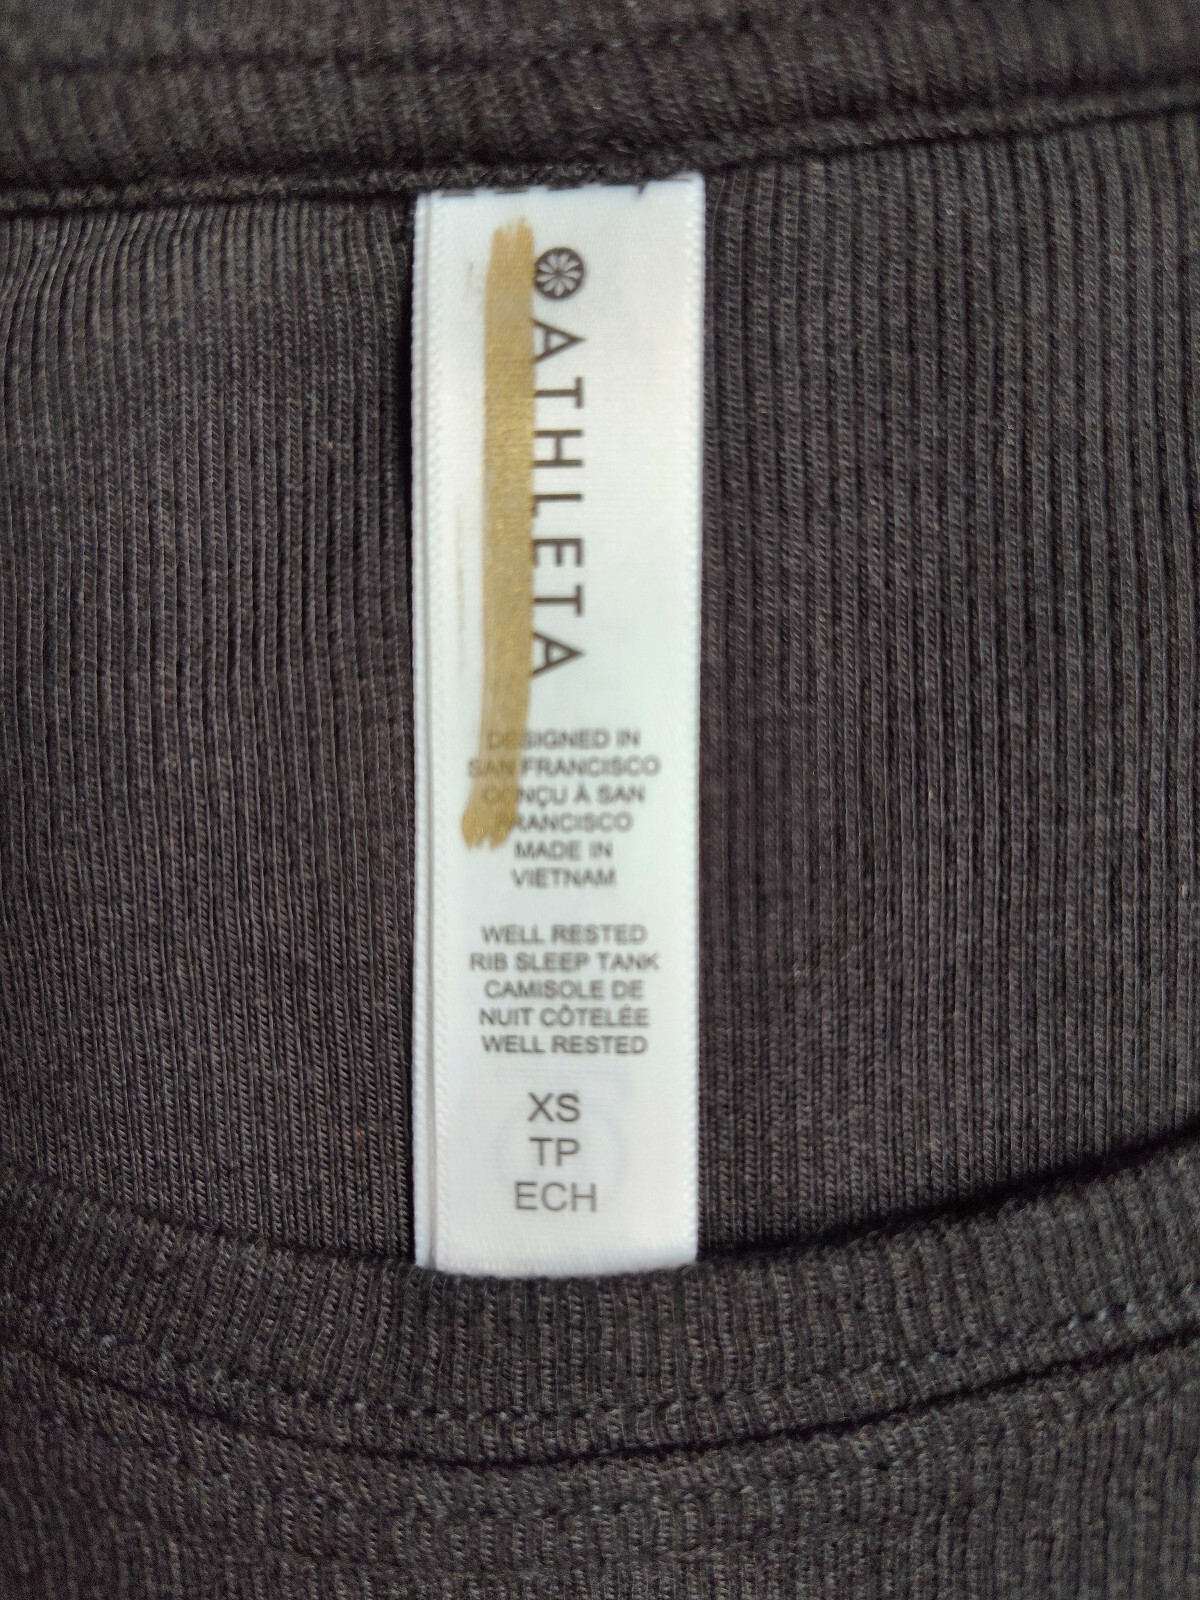 ATHLETA
DESIGNED IN
SAN FRANCISCO
CONÇU À SAN
FRANCISCO
MADE IN
VIETNAM
WELL RESTED
RIB SLEEP TANK
CAMISOLE DE
NUIT CÔTELÉE
WELL RESTED
XS
TP
ECH